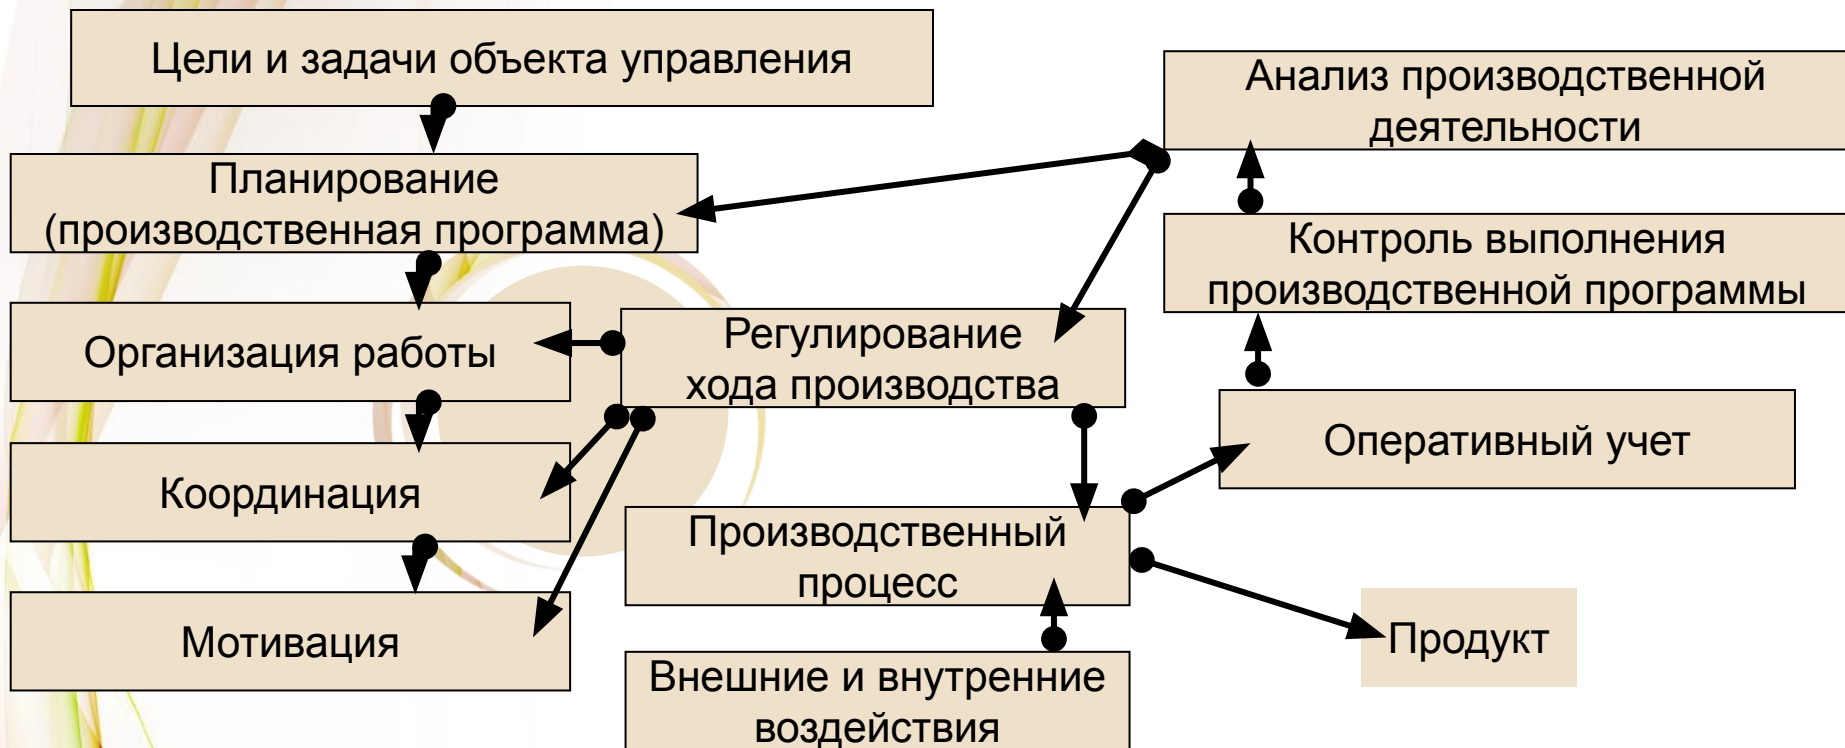 Цели и задачи объекта управления
Планирование
(производственная программа)
Организация работы
Координация
Мотивация
Регулирование
хода производства
Производственный
процесс
Внешние и внутренние
воздействия
Анализ производственной
деятельности
Контроль выполнения
производственной программы
Оперативный учет
Продукт